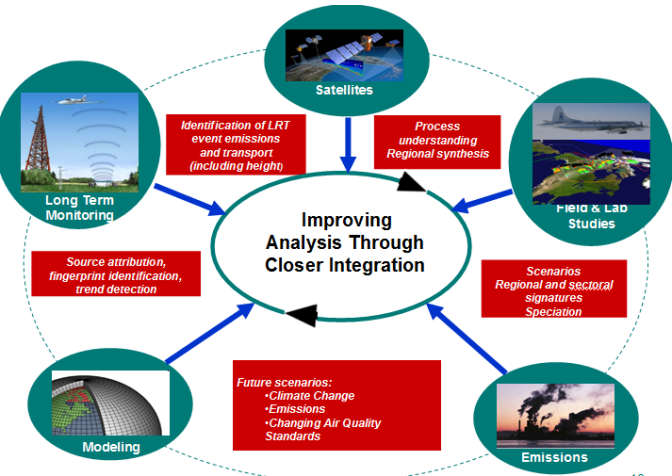 Satellites
Identification of LRT
event emissions
and transport
(including height)
Process
understanding
Regional synthesis
Long Term
Monitoring
Field & Lab
Studies
Improving
Analysis Through
Closer Integration
Source attribution,
fingerprint identification,
trend detection
Scenarios
Regional and sectoral
signatures
Speciation
Future scenarios:
•Climate Change
•Emissions
•Changing Air Quality
Standards
Modeling
Emissions